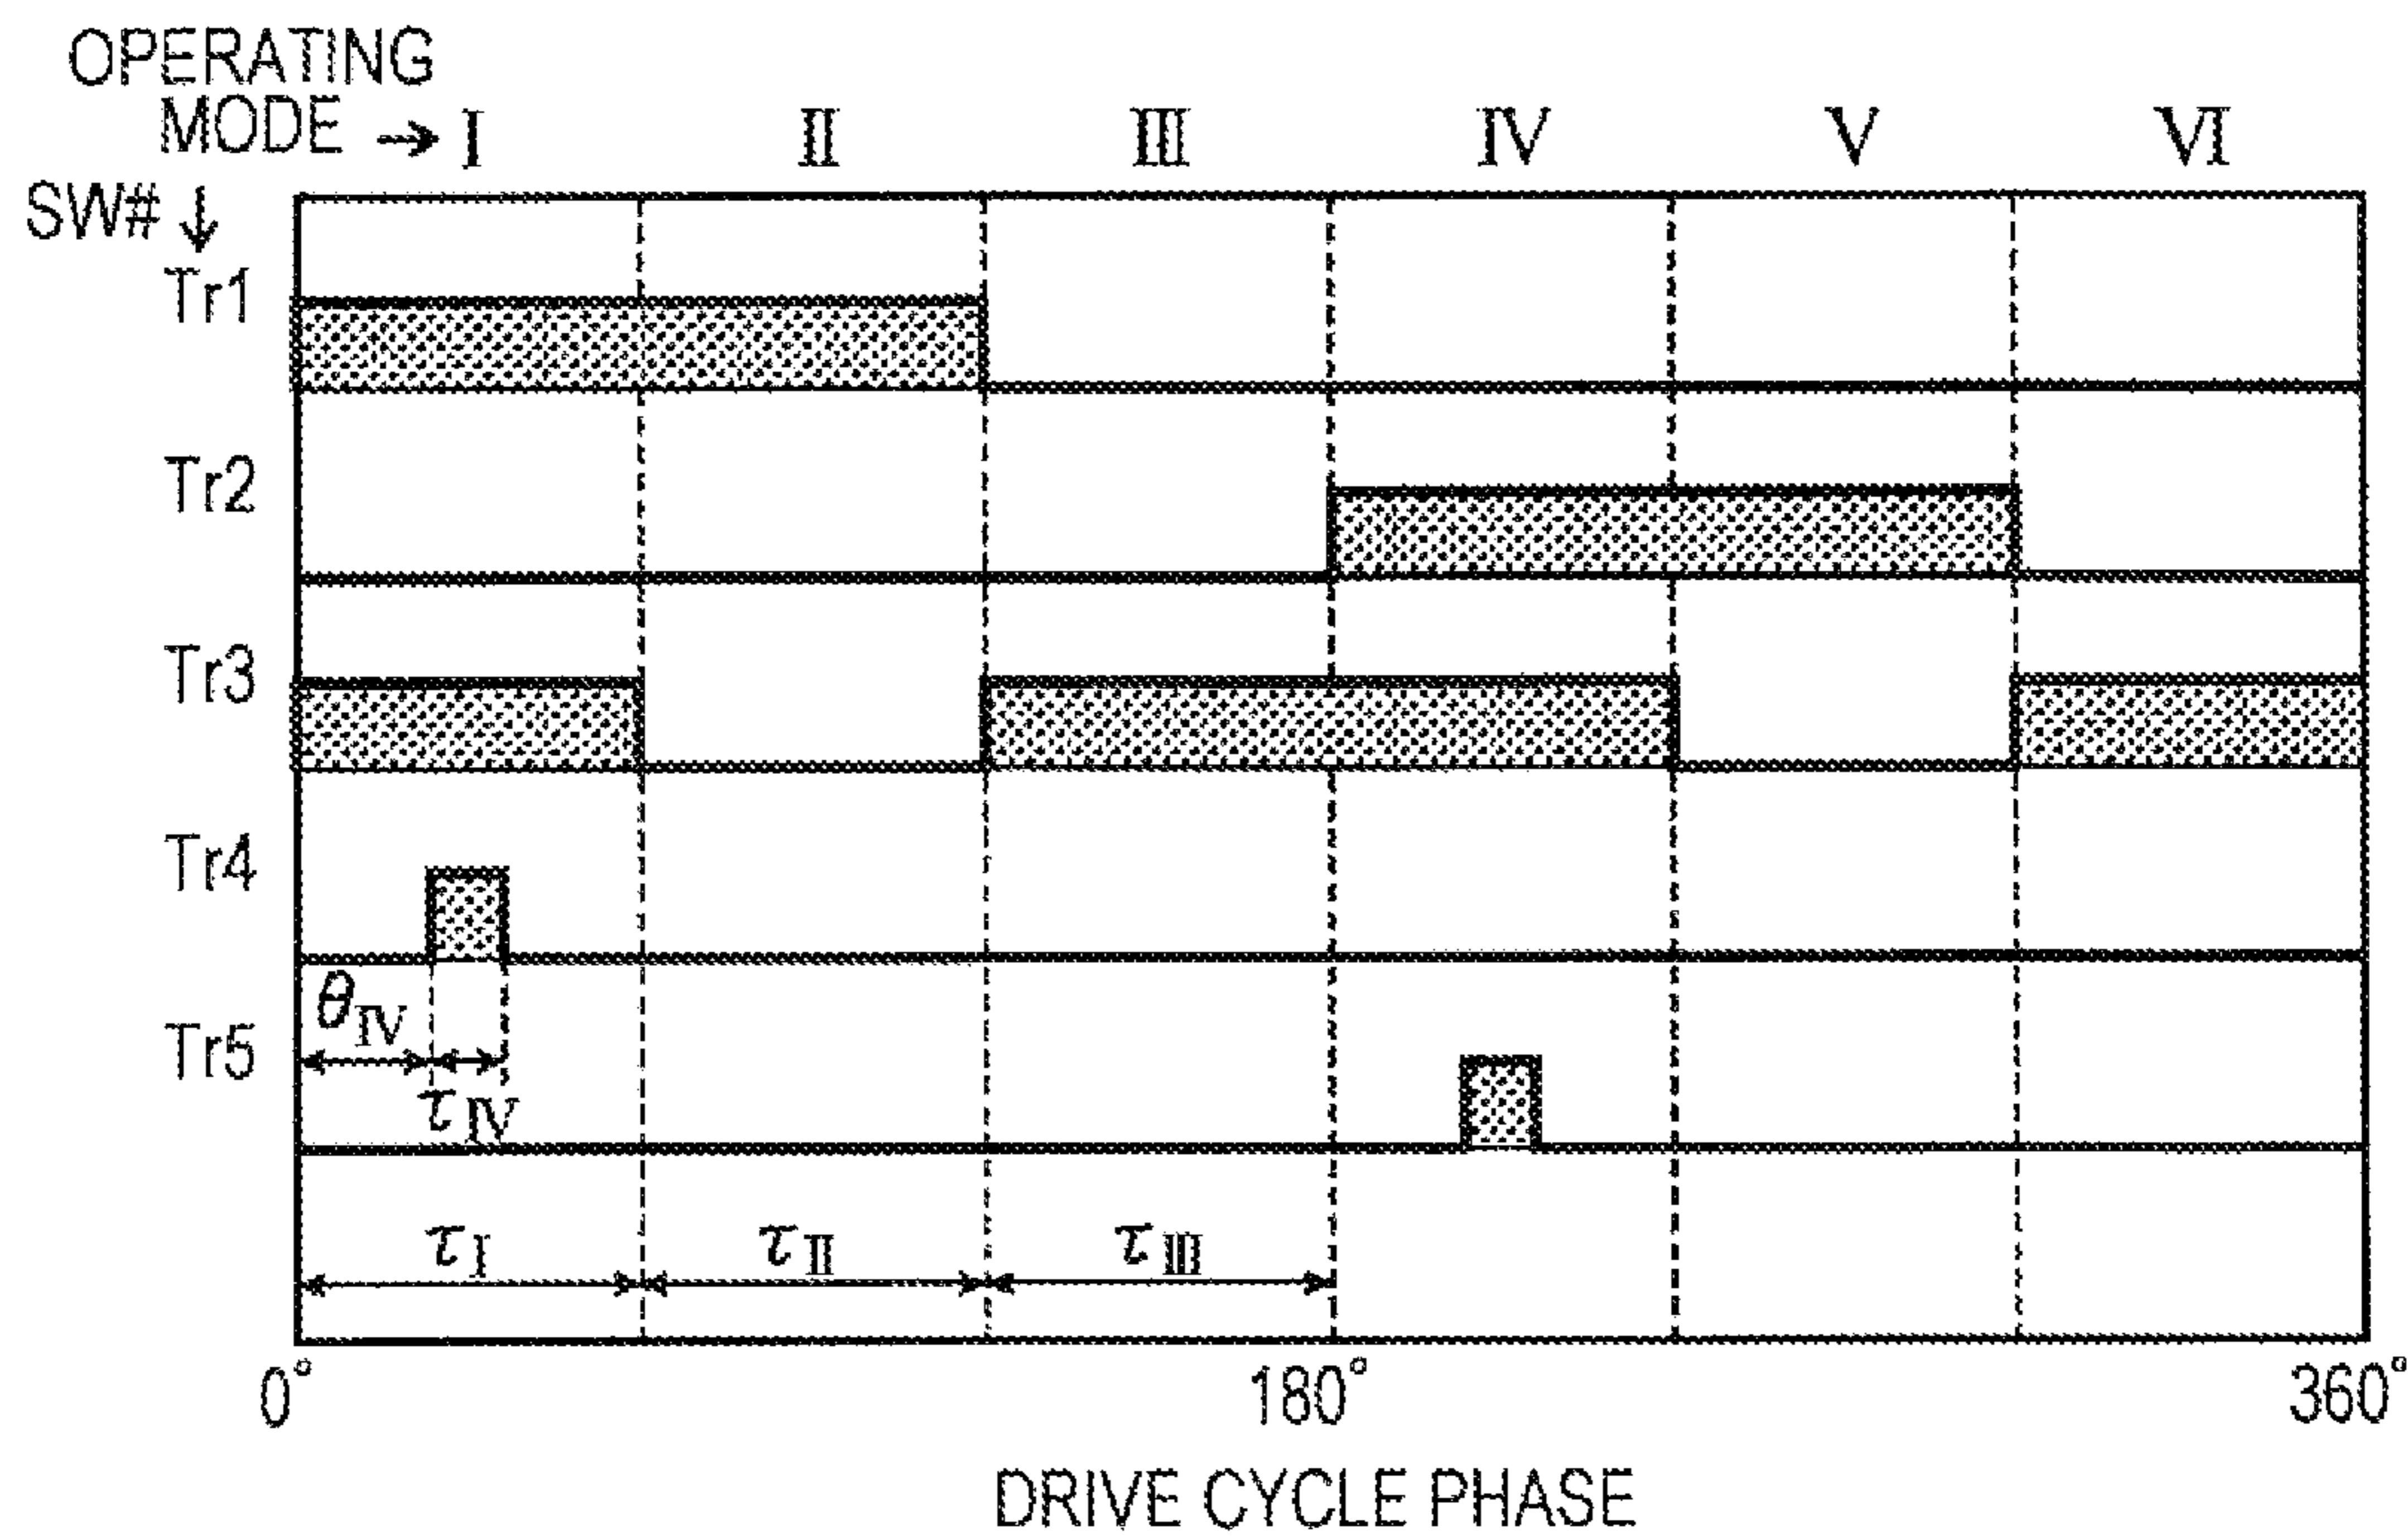 OPERATING
MODE → I II III IV V VI
SW# ↓
Tr1
Tr2
Tr3
Tr4
θIV
Tr5
τIV
τI τII τIII
0° 180° 360°
DRIVE CYCLE PHASE